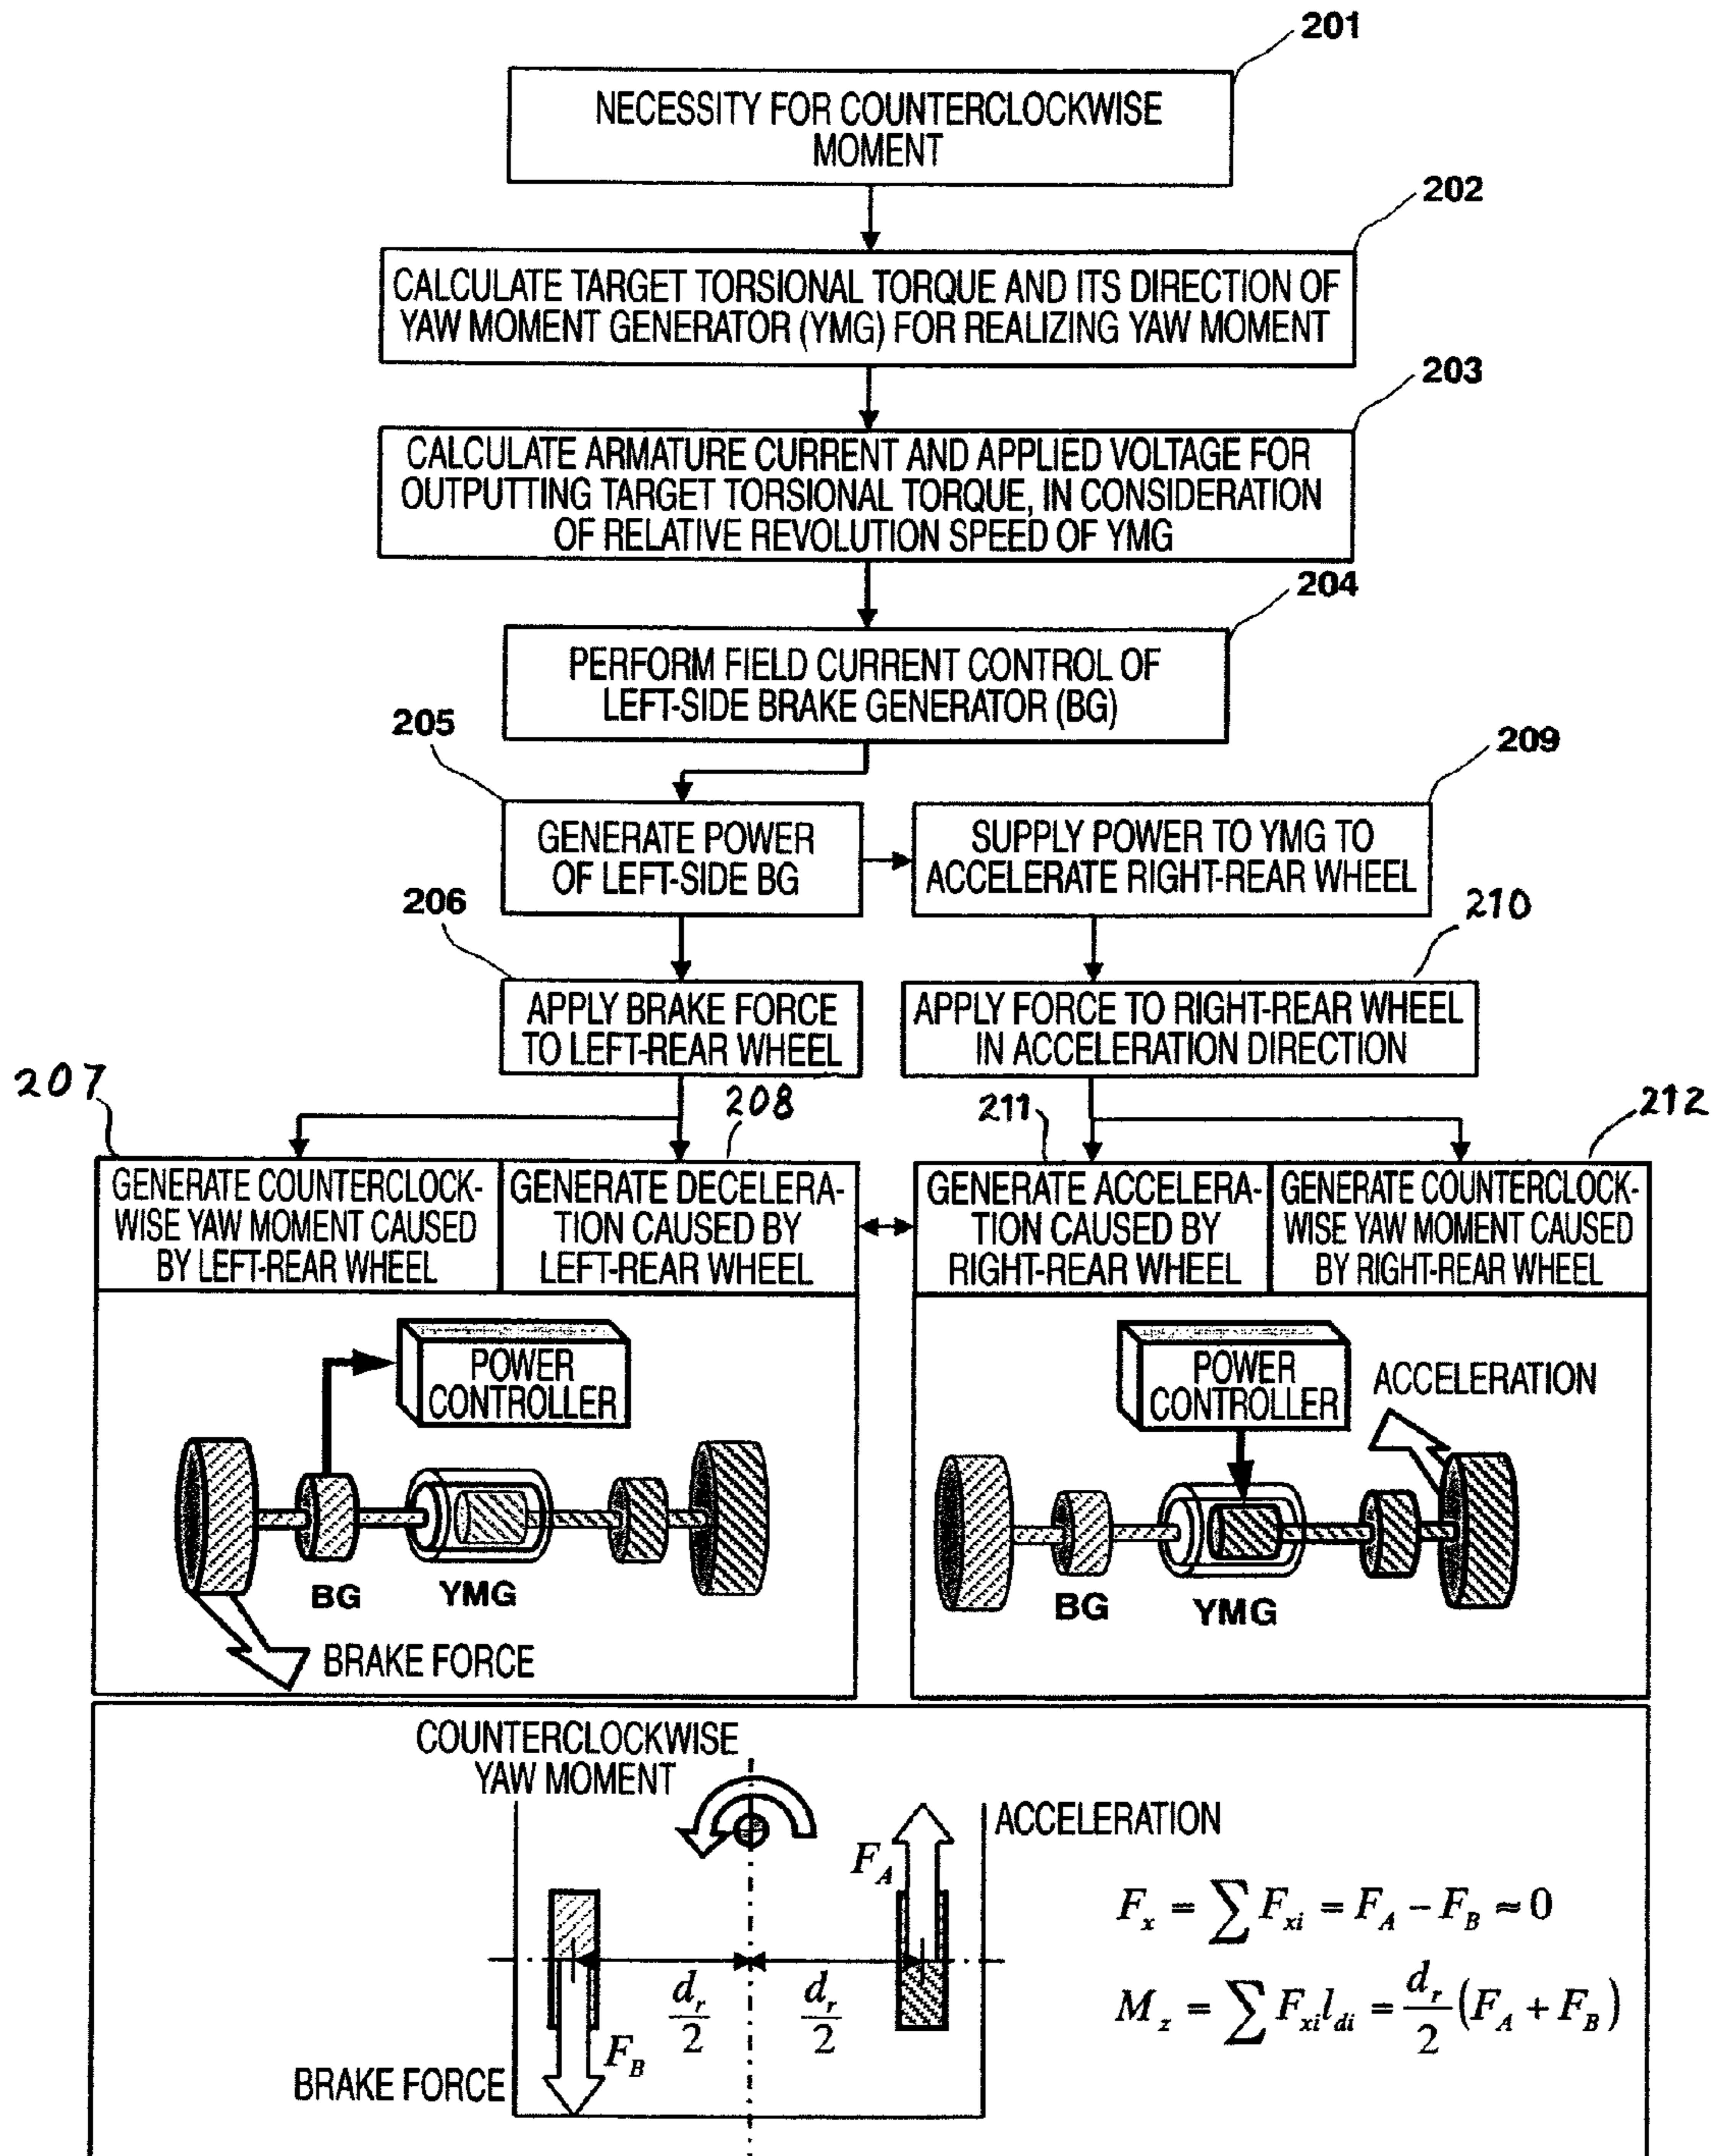 201
NECESSITY FOR COUNTERCLOCKWISE
MOMENT
202
CALCULATE TARGET TORSIONAL TORQUE AND ITS DIRECTION OF
YAW MOMENT GENERATOR (YMG) FOR REALIZING YAW MOMENT
203
CALCULATE ARMATURE CURRENT AND APPLIED VOLTAGE FOR
OUTPUTTING TARGET TORSIONAL TORQUE, IN CONSIDERATION
OF RELATIVE REVOLUTION SPEED OF YMG
204
PERFORM FIELD CURRENT CONTROL OF
LEFT-SIDE BRAKE GENERATOR (BG)
205
GENERATE POWER
OF LEFT-SIDE BG
209
SUPPLY POWER TO YMG TO
ACCELERATE RIGHT-REAR WHEEL
206
APPLY BRAKE FORCE
TO LEFT-REAR WHEEL
210
APPLY FORCE TO RIGHT-REAR WHEEL
IN ACCELERATION DIRECTION
207
GENERATE COUNTERCLOCK-
WISE YAW MOMENT CAUSED
BY LEFT-REAR WHEEL
208
GENERATE DECELERA-
TION CAUSED BY
LEFT-REAR WHEEL
211
GENERATE ACCELERA-
TION CAUSED BY
RIGHT-REAR WHEEL
212
GENERATE COUNTERCLOCK-
WISE YAW MOMENT CAUSED
BY RIGHT-REAR WHEEL
POWER
CONTROLLER
BG
YMG
BRAKE FORCE
POWER
CONTROLLER
ACCELERATION
BG
YMG
COUNTERCLOCKWISE
YAW MOMENT
ACCELERATION
F_A
F_B
d_r/2
d_r/2
BRAKE FORCE
F_x = ∑ F_xi = F_A − F_B ≈ 0
M_z = ∑ F_xi l_di = d_r/2 (F_A + F_B)